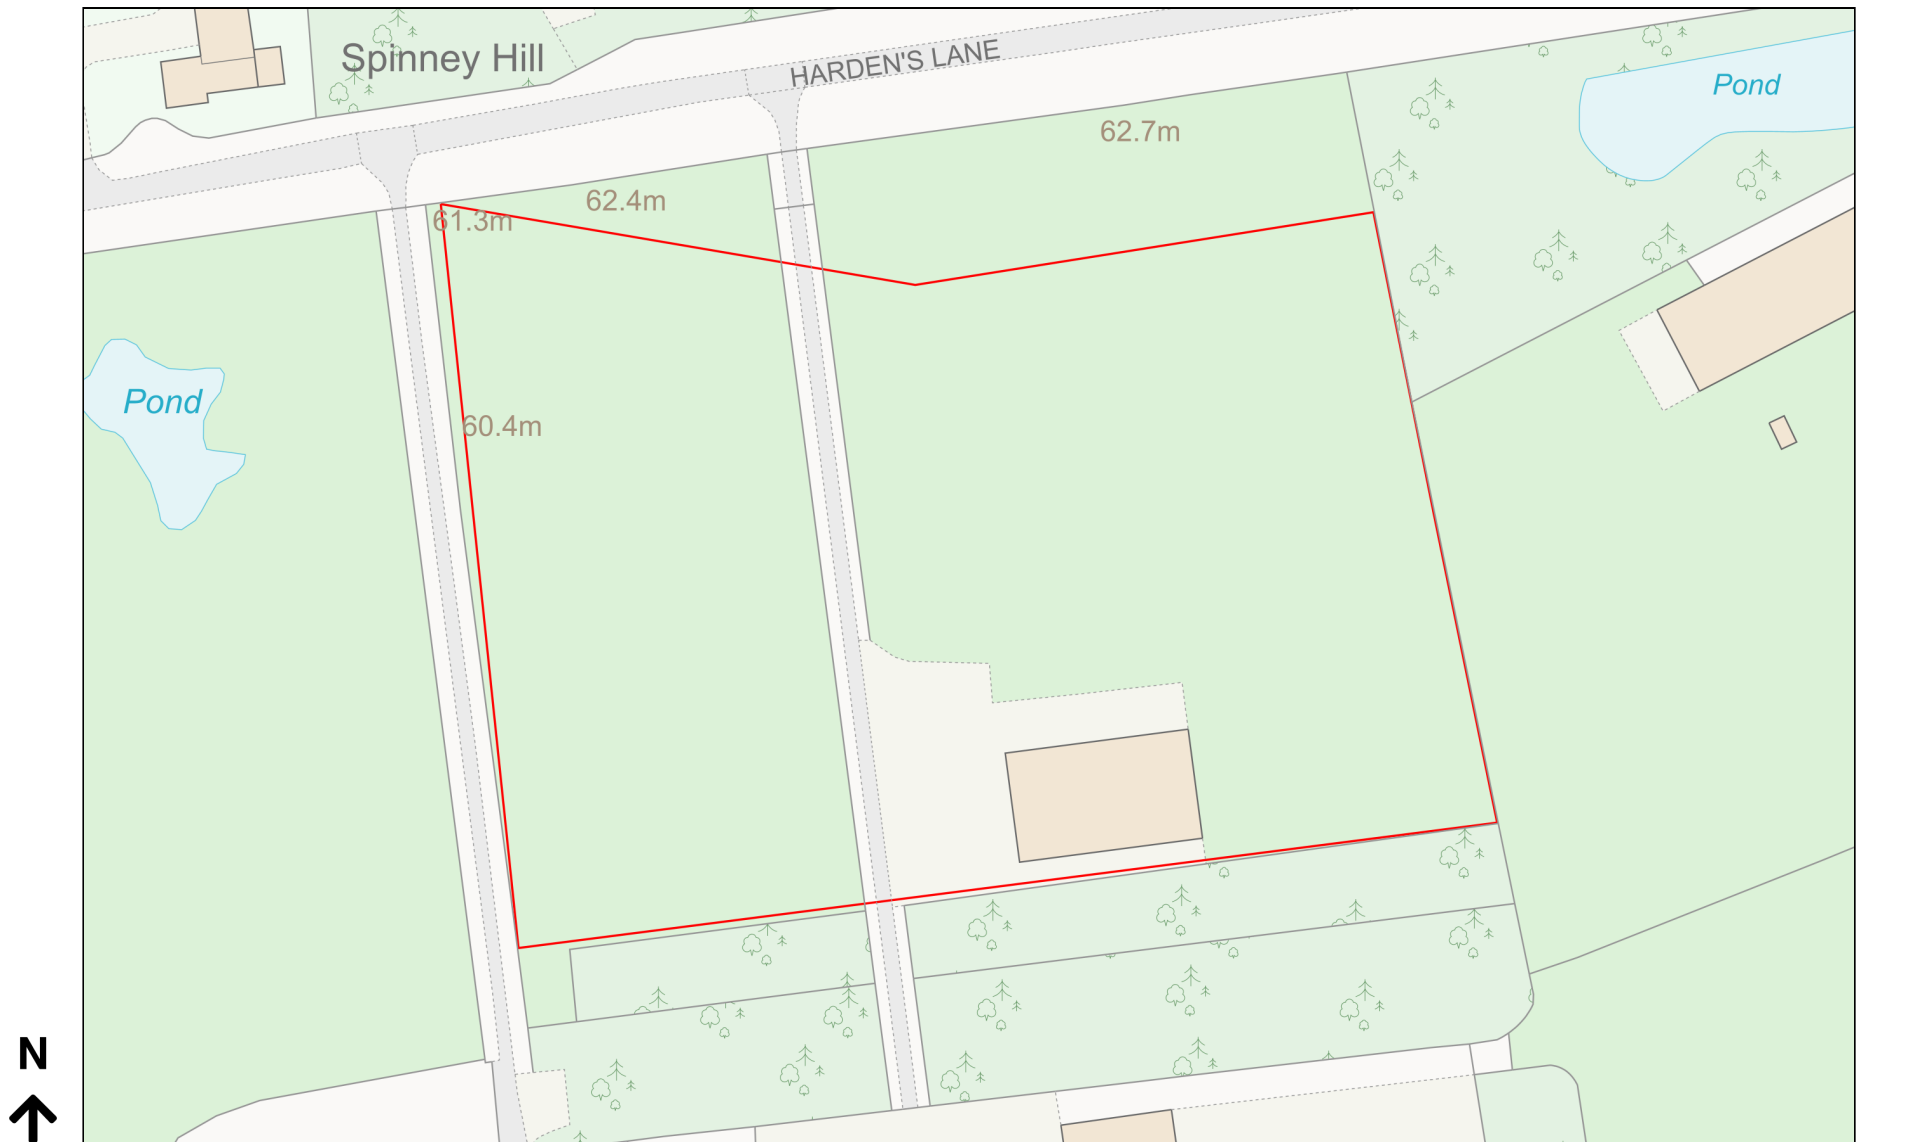 Spinney Hill
HARDEN'S LANE
Pond
62.7m
62.4m
61.3m
Pond
60.4m
N